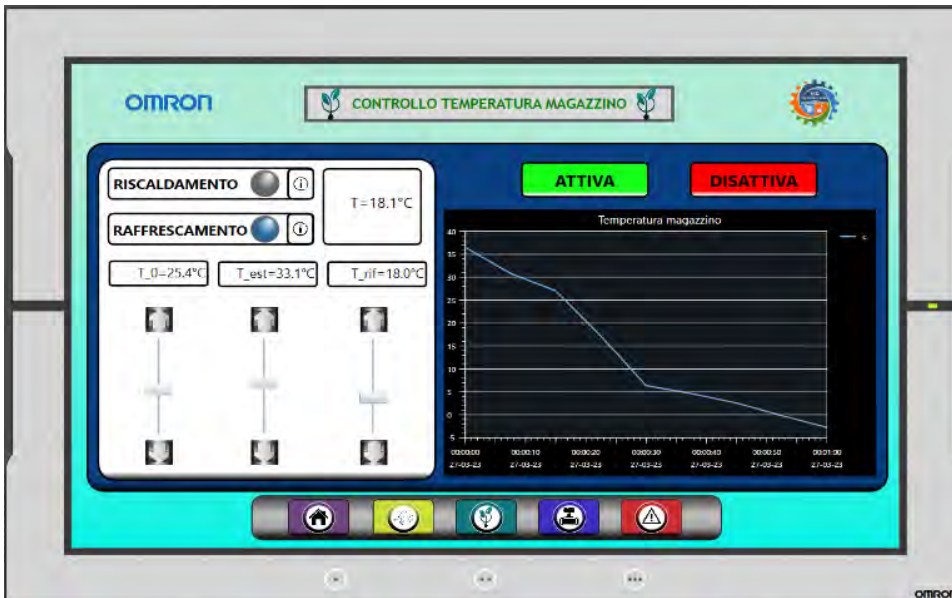 OMRON
CONTROLLO TEMPERATURA MAGAZZINO
RISCALDAMENTO
RAFFRESCAMENTO
T=18.1°C
T_0=25.4°C
T_est=33.1°C
T_rif=18.0°C
ATTIVA
DISATTIVA
Temperatura magazzino
40
35
30
25
20
15
10
5
0
5
00:00:00
27-03-23
00:00:10
27-03-23
00:00:20
27-03-23
00:00:30
27-03-23
00:00:40
27-03-23
00:00:50
27-03-23
00:01:00
27-03-23
OMRON